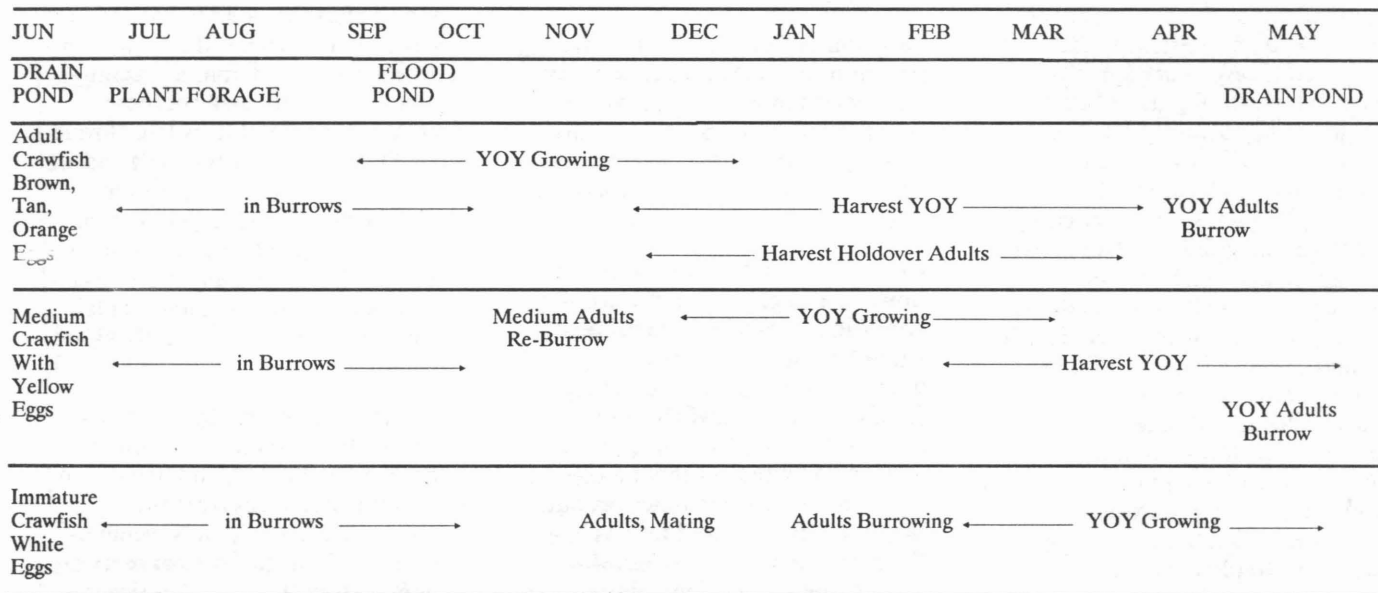 JUN JUL AUG SEP OCT NOV DEC JAN FEB MAR APR MAY
DRAIN FLOOD
POND PLANT FORAGE POND DRAIN POND
Adult
Crawfish YOY Growing
Brown,
Tan, in Burrows Harvest YOY YOY Adults
Orange Burrow
Eggs Harvest Holdover Adults
Medium Medium Adults YOY Growing
Crawfish Re-Burrow
With in Burrows Harvest YOY
Yellow
Eggs YOY Adults
Burrow
Immature
Crawfish in Burrows Adults, Mating Adults Burrowing YOY Growing
White
Eggs